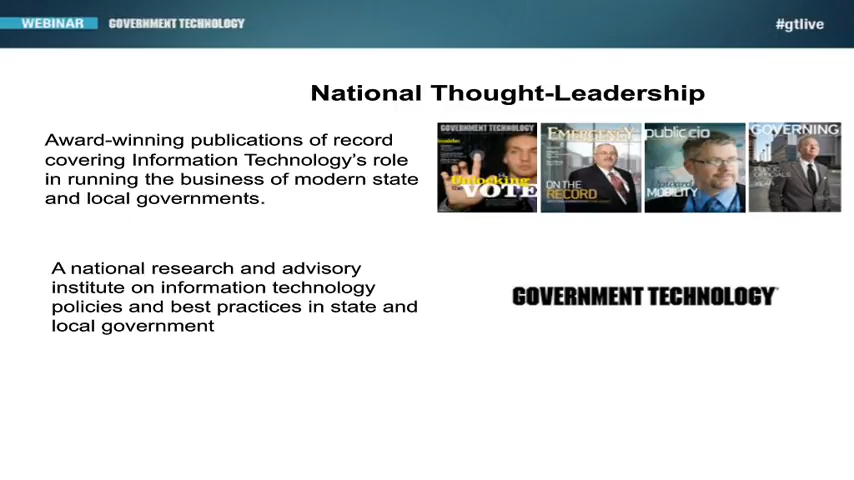 WEBINAR
GOVERNMENT TECHNOLOGY
#gtlive
National Thought-Leadership
Award-winning publications of record
covering Information Technology’s role
in running the business of modern state
and local governments.
GOVERNMENT TECHNOLOGY
Unlocking
the
VOTE
EMERGENCY
ON THE
RECORD
public cio
MOBILITY
GOVERNING
A national research and advisory
institute on information technology
policies and best practices in state and
local government
GOVERNMENT TECHNOLOGY